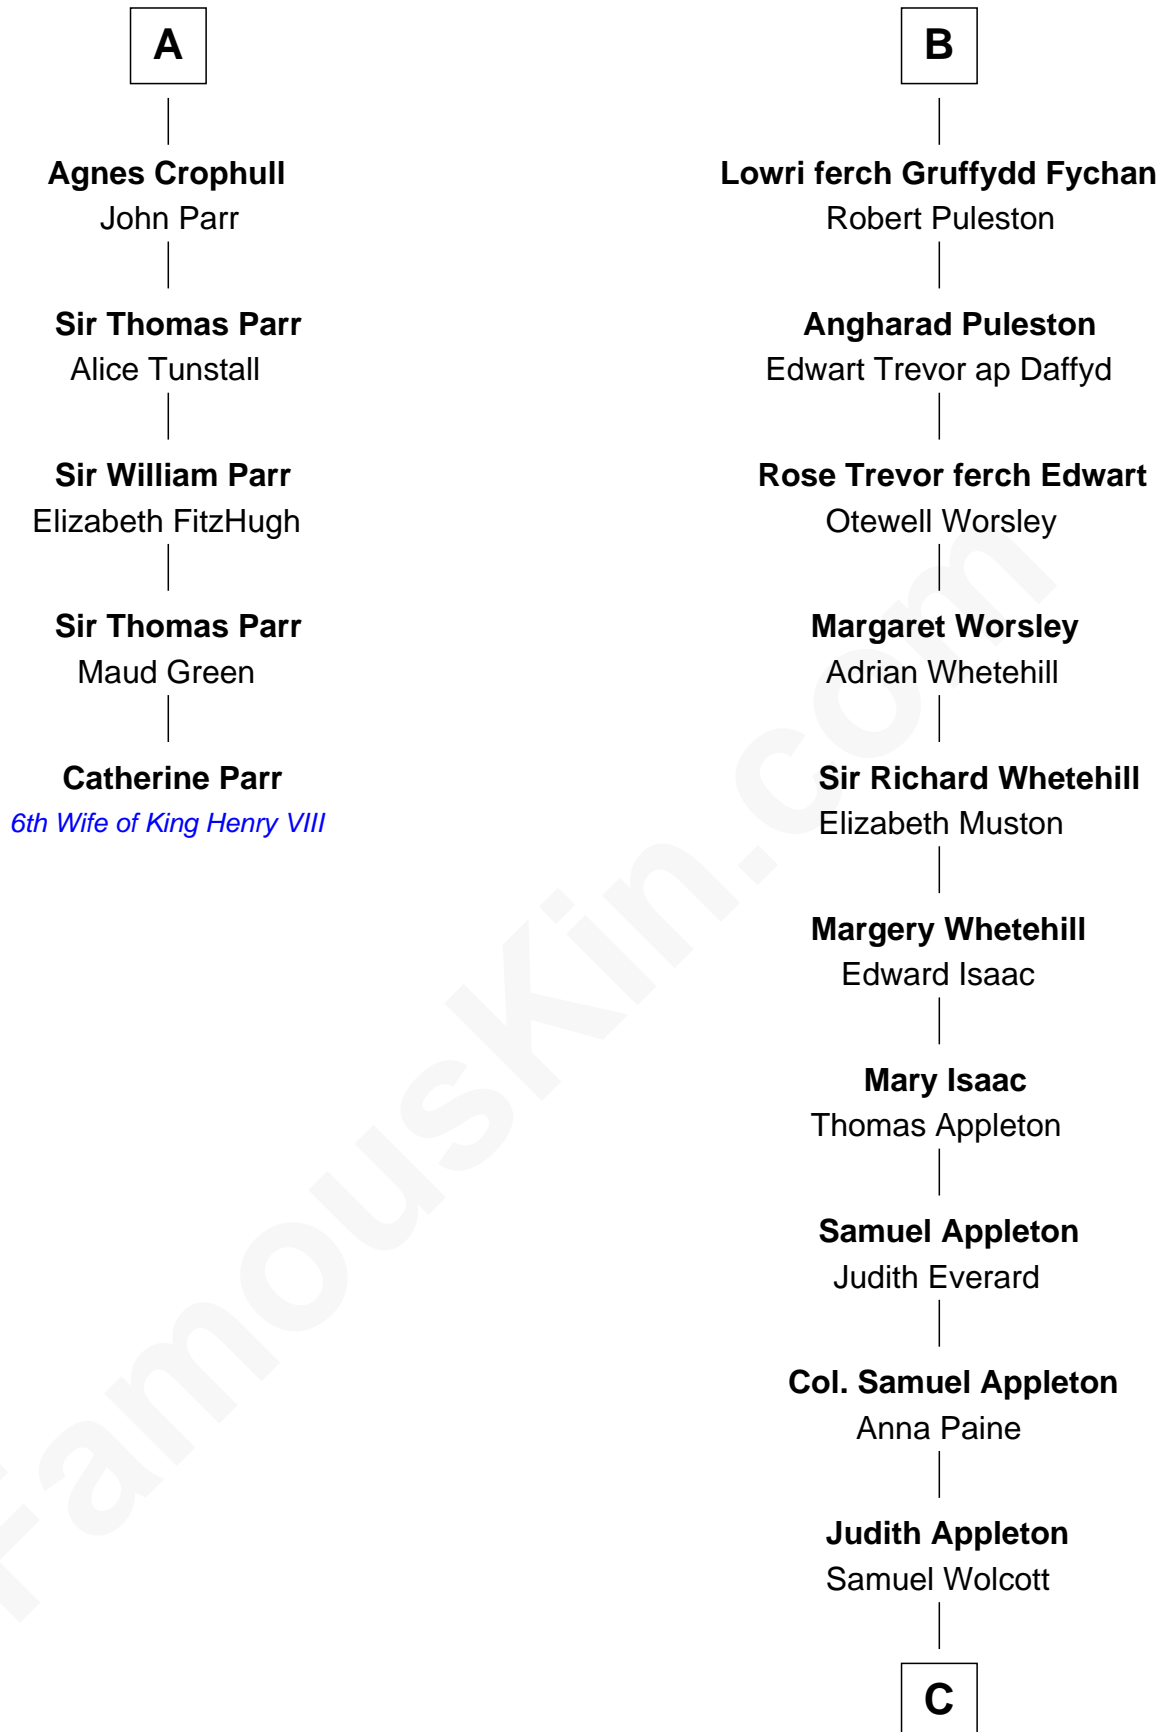 A
Agnes Crophull
John Parr
Sir Thomas Parr
Alice Tunstall
Sir William Parr
Elizabeth FitzHugh
Sir Thomas Parr
Maud Green
Catherine Parr
6th Wife of King Henry VIII
B
Lowri ferch Gruffydd Fychan
Robert Puleston
Angharad Puleston
Edwart Trevor ap Daffyd
Rose Trevor ferch Edwart
Otewell Worsley
Margaret Worsley
Adrian Whetehill
Sir Richard Whetehill
Elizabeth Muston
Margery Whetehill
Edward Isaac
Mary Isaac
Thomas Appleton
Samuel Appleton
Judith Everard
Col. Samuel Appleton
Anna Paine
Judith Appleton
Samuel Wolcott
C
FamousKin.com